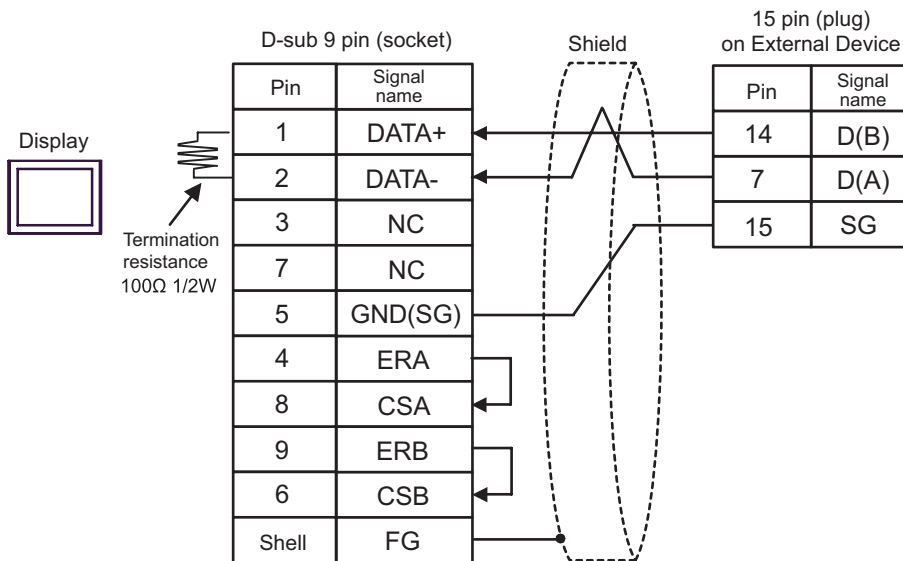 D-sub 9 pin (socket)
Shield
15 pin (plug)
on External Device
Display
Pin
Signal
name
1
DATA+
2
DATA-
3
NC
7
NC
5
GND(SG)
4
ERA
8
CSA
9
ERB
6
CSB
Shell
FG
Termination
resistance
100Ω 1/2W
Pin
Signal
name
14
D(B)
7
D(A)
15
SG